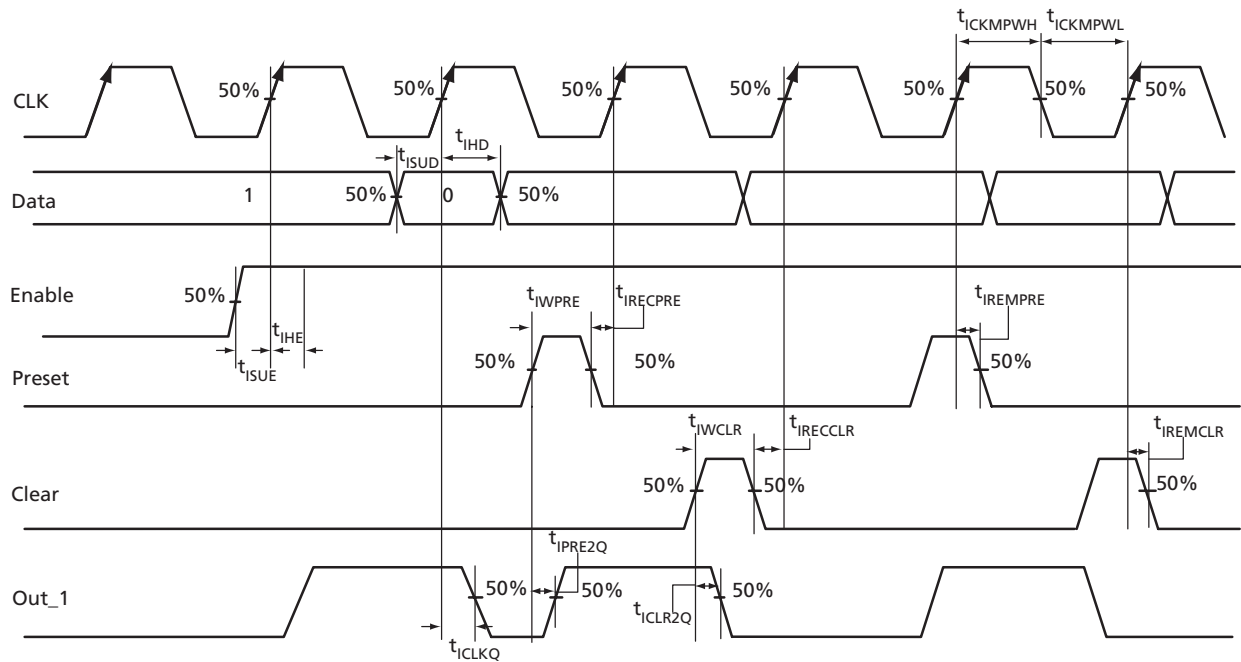 tICKMPWH tICKMPWL
CLK
50% 50% 50% 50% 50% 50% 50%
tISUD tIHD
Data
1 50% 0 50%
Enable
50%
tIHE
tISUE
tIWPRE tIRECPRE tIREMPRE
Preset
50% 50% 50%
tIWCLR tIRECCLR tIREMCLR
Clear
50% 50% 50%
tIPRE2Q
Out_1
50% 50% 50%
tICLR2Q
tICLKQ